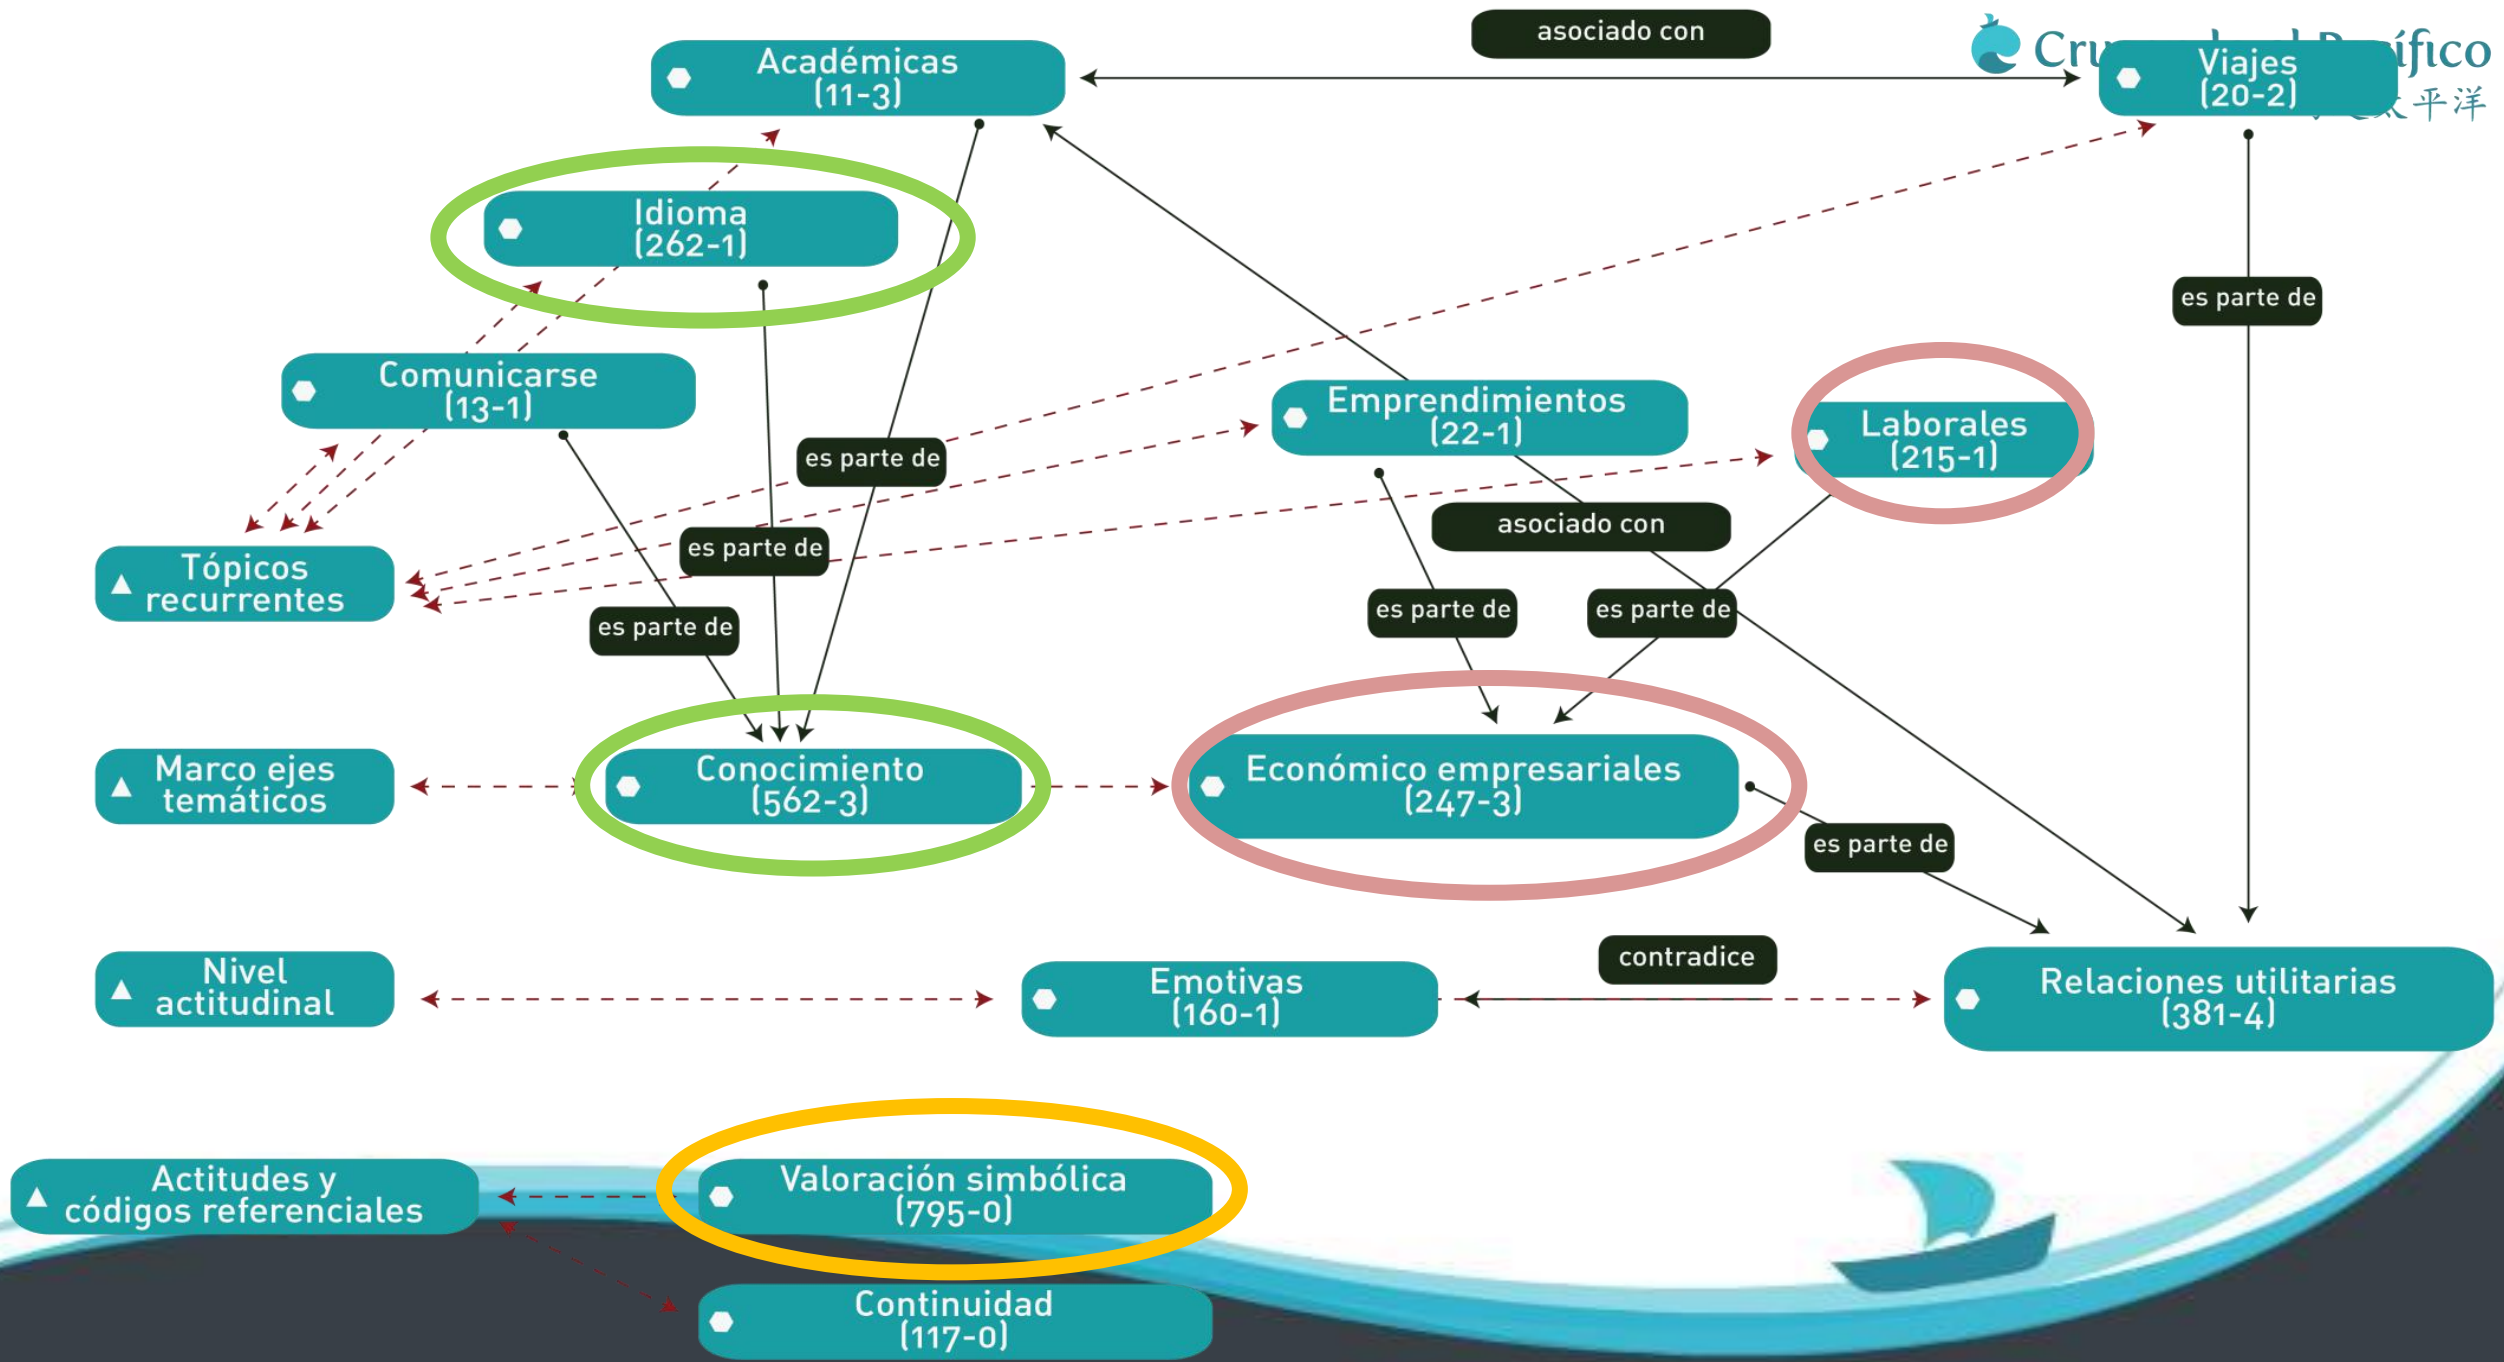 asociado con
Académicas
(11-3)
Viajes
(20-2)
平洋
Idioma
(262-1)
es parte de
Comunicarse
(13-1)
Emprendimientos
(22-1)
Laborales
(215-1)
es parte de
asociado con
es parte de
Tópicos
recurrentes
es parte de
es parte de
es parte de
Marco ejes
temáticos
Conocimiento
(562-3)
Económico empresariales
(247-3)
es parte de
contradice
Nivel
actitudinal
Emotivas
(160-1)
Relaciones utilitarias
(381-4)
Actitudes y
códigos referenciales
Valoración simbólica
(795-0)
Continuidad
(117-0)